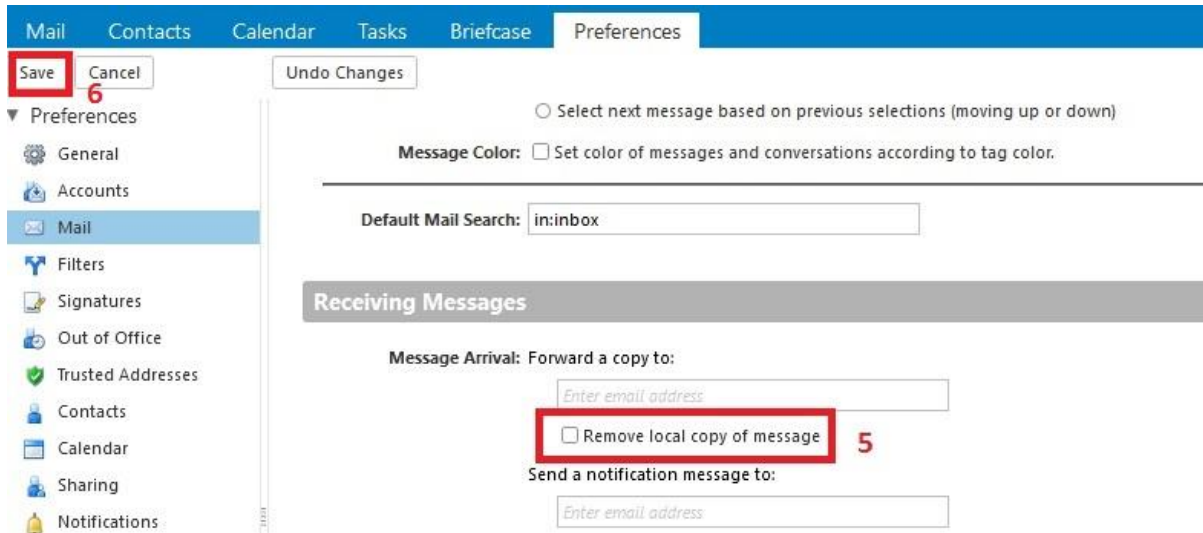 Mail Contacts Calendar Tasks Briefcase Preferences
Save Cancel Undo Changes
6
Preferences
General
Accounts
Mail
Filters
Signatures
Out of Office
Trusted Addresses
Contacts
Calendar
Sharing
Notifications
Select next message based on previous selections (moving up or down)
Message Color: Set color of messages and conversations according to tag color.
Default Mail Search: in:inbox
Receiving Messages
Message Arrival: Forward a copy to:
Enter email address
Remove local copy of message 5
Send a notification message to:
Enter email address